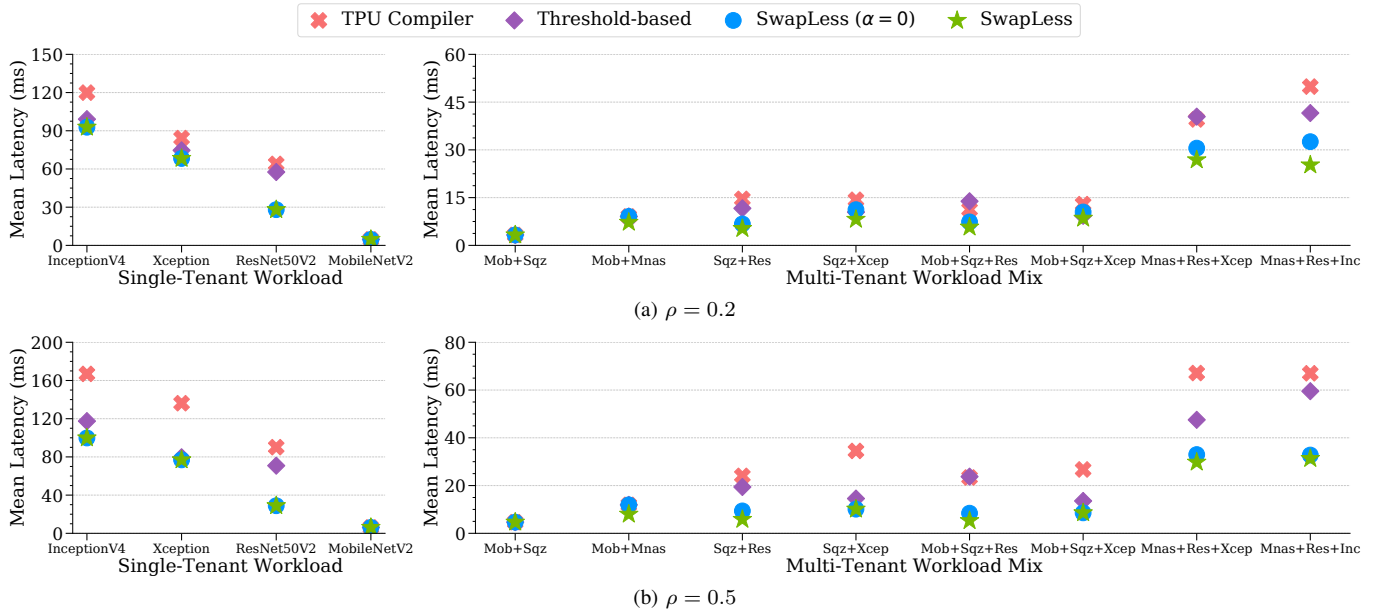 TPU Compiler Threshold-based SwapLess (α = 0) SwapLess
Mean Latency (ms)
150
120
90
60
30
0
InceptionV4 Xception ResNet50V2 MobileNetV2
Single-Tenant Workload
Mean Latency (ms)
60
45
30
15
0
Mob+Sqz Mob+Mnas Sqz+Res Sqz+Xcep Mob+Sqz+Res Mob+Sqz+Xcep Mnas+Res+Xcep Mnas+Res+Inc
Multi-Tenant Workload Mix
(a) ρ = 0.2
Mean Latency (ms)
200
160
120
80
40
0
InceptionV4 Xception ResNet50V2 MobileNetV2
Single-Tenant Workload
Mean Latency (ms)
80
60
40
20
0
Mob+Sqz Mob+Mnas Sqz+Res Sqz+Xcep Mob+Sqz+Res Mob+Sqz+Xcep Mnas+Res+Xcep Mnas+Res+Inc
Multi-Tenant Workload Mix
(b) ρ = 0.5